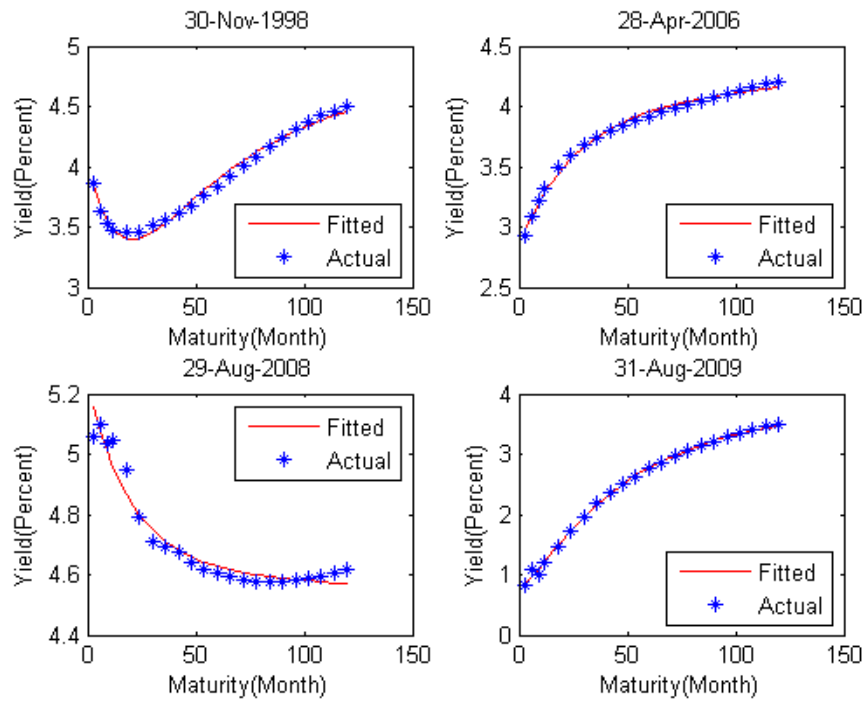 30-Nov-1998
5
4.5
4
3.5
3
Yield(Percent)
Fitted
Actual
0
50
100
150
Maturity(Month)
28-Apr-2006
4.5
4
3.5
3
2.5
Yield(Percent)
Fitted
Actual
0
50
100
150
Maturity(Month)
29-Aug-2008
5.2
5
4.8
4.6
4.4
Yield(Percent)
Fitted
Actual
0
50
100
150
Maturity(Month)
31-Aug-2009
4
3
2
1
0
Yield(Percent)
Fitted
Actual
0
50
100
150
Maturity(Month)